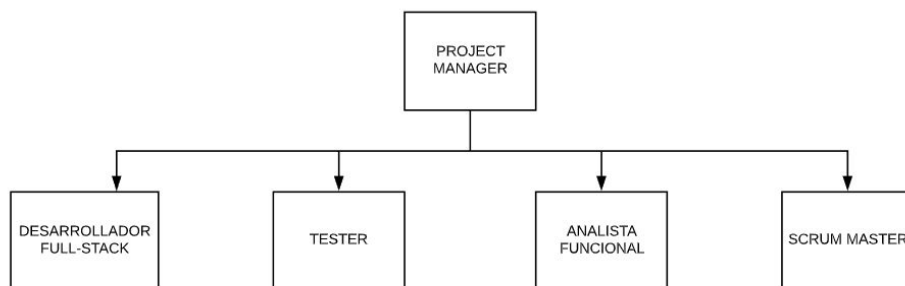 PROJECT
MANAGER
DESARROLLADOR
FULL-STACK
TESTER
ANALISTA
FUNCIONAL
SCRUM MASTER